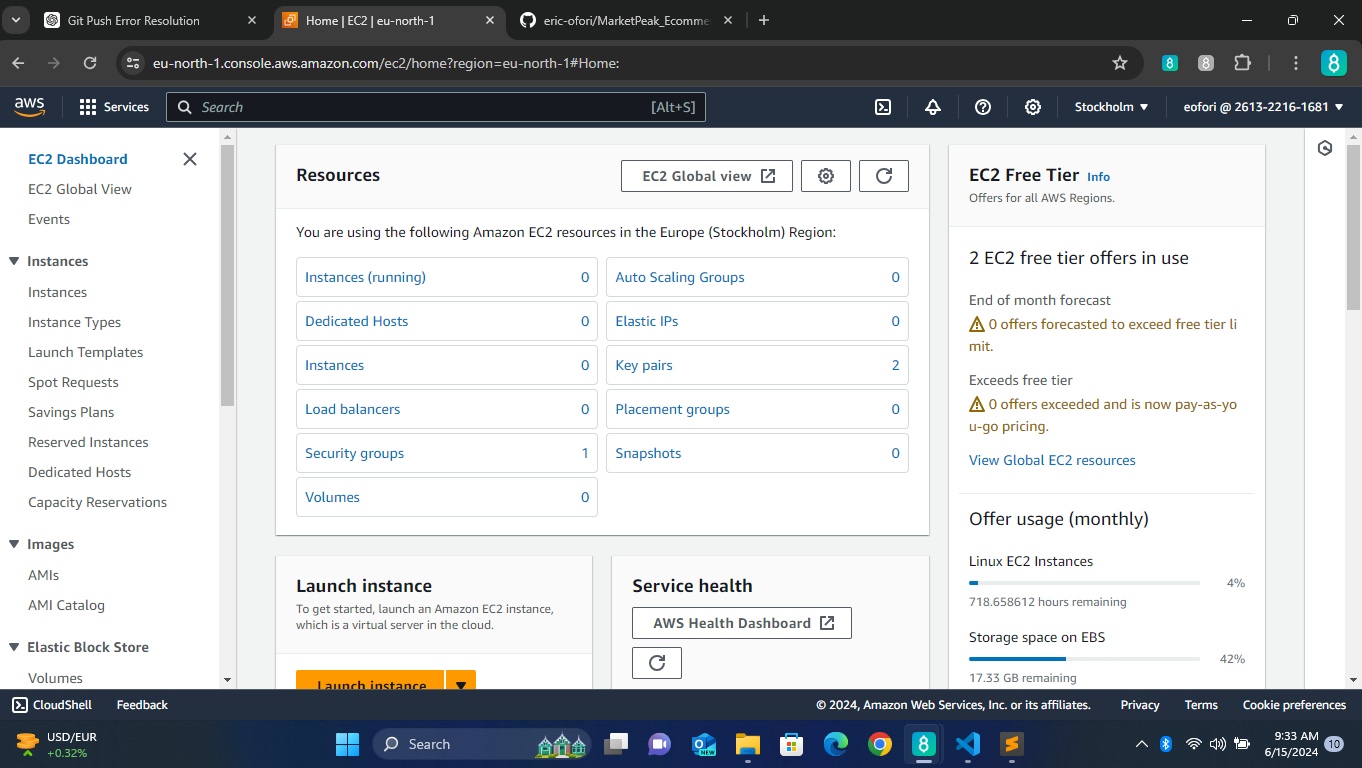 Git Push Error Resolution
Home | EC2 | eu-north-1
eric-ofori/MarketPeak_Ecomme
eu-north-1.console.aws.amazon.com/ec2/home?region=eu-north-1#Home:
aws
Services
Search
[Alt+S]
Stockholm
eofori @ 2613-2216-1681
EC2 Dashboard
EC2 Global View
Events
Instances
Instances
Instance Types
Launch Templates
Spot Requests
Savings Plans
Reserved Instances
Dedicated Hosts
Capacity Reservations
Images
AMIs
AMI Catalog
Elastic Block Store
Volumes
Resources
EC2 Global view
You are using the following Amazon EC2 resources in the Europe (Stockholm) Region:
Instances (running) 0
Auto Scaling Groups 0
Dedicated Hosts 0
Elastic IPs 0
Instances 0
Key pairs 2
Load balancers 0
Placement groups 0
Security groups 1
Snapshots 0
Volumes 0
Launch instance
To get started, launch an Amazon EC2 instance,
which is a virtual server in the cloud.
Launch instance
Service health
AWS Health Dashboard
EC2 Free Tier Info
Offers for all AWS Regions.
2 EC2 free tier offers in use
End of month forecast
0 offers forecasted to exceed free tier li
mit.
Exceeds free tier
0 offers exceeded and is now pay-as-yo
u-go pricing.
View Global EC2 resources
Offer usage (monthly)
Linux EC2 Instances
4%
718.658612 hours remaining
Storage space on EBS
42%
17.33 GB remaining
CloudShell
Feedback
© 2024, Amazon Web Services, Inc. or its affiliates.
Privacy
Terms
Cookie preferences
USD/EUR
+0.32%
Search
NEW
9:33 AM
6/15/2024
10